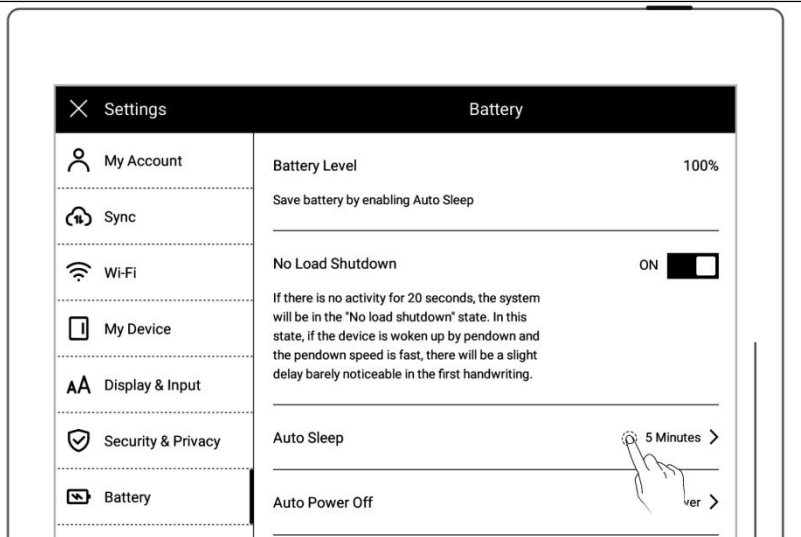 Settings
Battery
My Account
Sync
Wi-Fi
My Device
Display & Input
Security & Privacy
Battery
Battery Level
100%
Save battery by enabling Auto Sleep
No Load Shutdown
ON
If there is no activity for 20 seconds, the system
will be in the "No load shutdown" state. In this
state, if the device is woken up by pendown and
the pendown speed is fast, there will be a slight
delay barely noticeable in the first handwriting.
Auto Sleep
5 Minutes
Auto Power Off